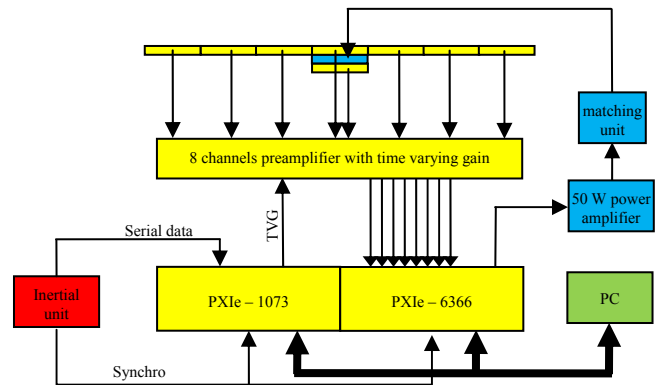 matching
unit
8 channels preamplifier with time varying gain
50 W power
amplifier
TVG
Serial data
Inertial
unit
PXIe – 1073
PXIe – 6366
PC
Synchro